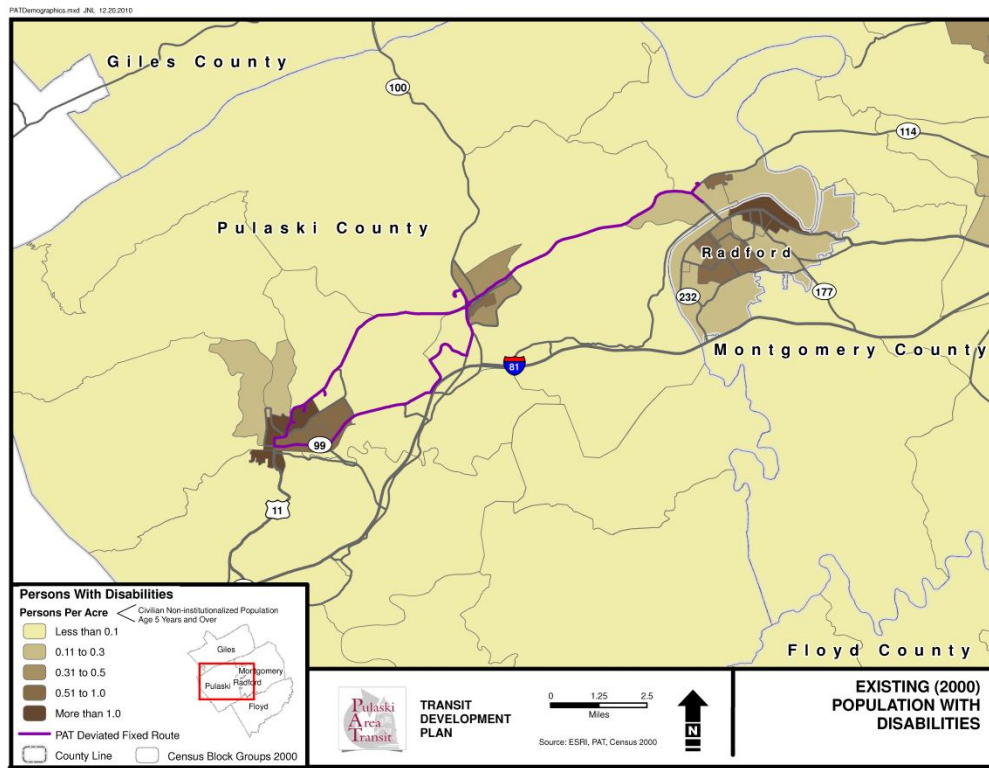 PATDemographics.mxd JNL 12.20.2010
Giles County
100
114
Pulaski County
Radford
232
177
Montgomery County
81
99
11
Floyd County
Persons With Disabilities
Persons Per Acre
Civilian Non-institutionalized Population
Age 5 Years and Over
Less than 0.1
0.11 to 0.3
0.31 to 0.5
0.51 to 1.0
More than 1.0
PAT Deviated Fixed Route
County Line
Census Block Groups 2000
Giles
Montgomery
Radford
Pulaski
Floyd
Pulaski
Area
Transit
TRANSIT
DEVELOPMENT
PLAN
0 1.25 2.5
Miles
Source: ESRI, PAT, Census 2000
N
EXISTING (2000)
POPULATION WITH
DISABILITIES